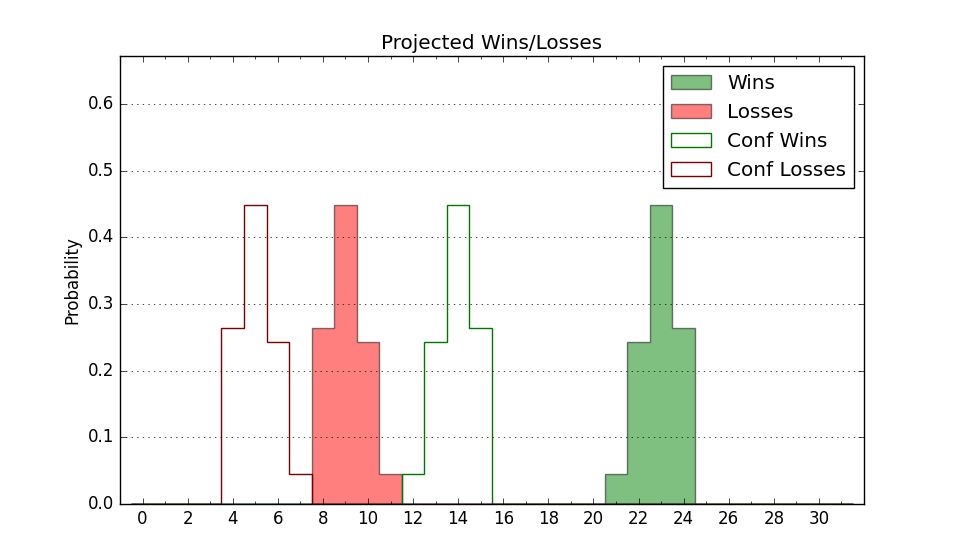 Projected Wins/Losses
Wins
Losses
Conf Wins
Conf Losses
Probability
0.6
0.5
0.4
0.3
0.2
0.1
0.0
0 2 4 6 8 10 12 14 16 18 20 22 24 26 28 30